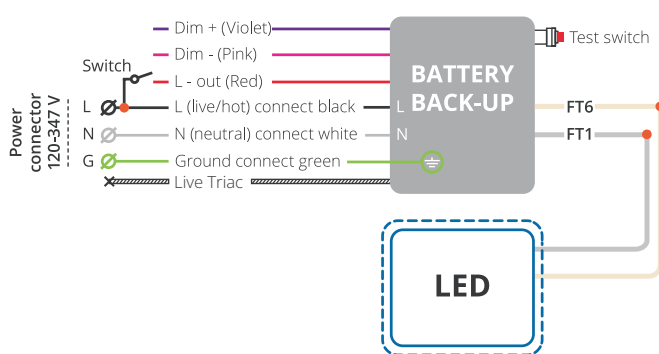 Dim + (Violet)
Dim - (Pink)
Switch
L - out (Red)
Power
connector
120-347 V
L
L (live/hot) connect black
L
N
N (neutral) connect white
N
G
Ground connect green
Live Triac
BATTERY
BACK-UP
Test switch
FT6
FT1
LED